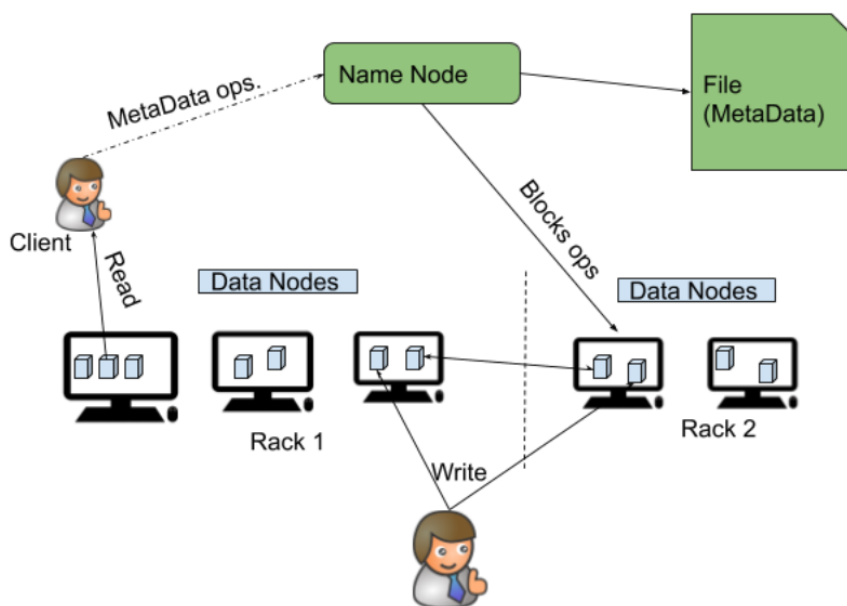 Name Node
File
(MetaData)
MetaData ops.
Client
Read
Blocks ops
Data Nodes
Data Nodes
Rack 1
Rack 2
Write